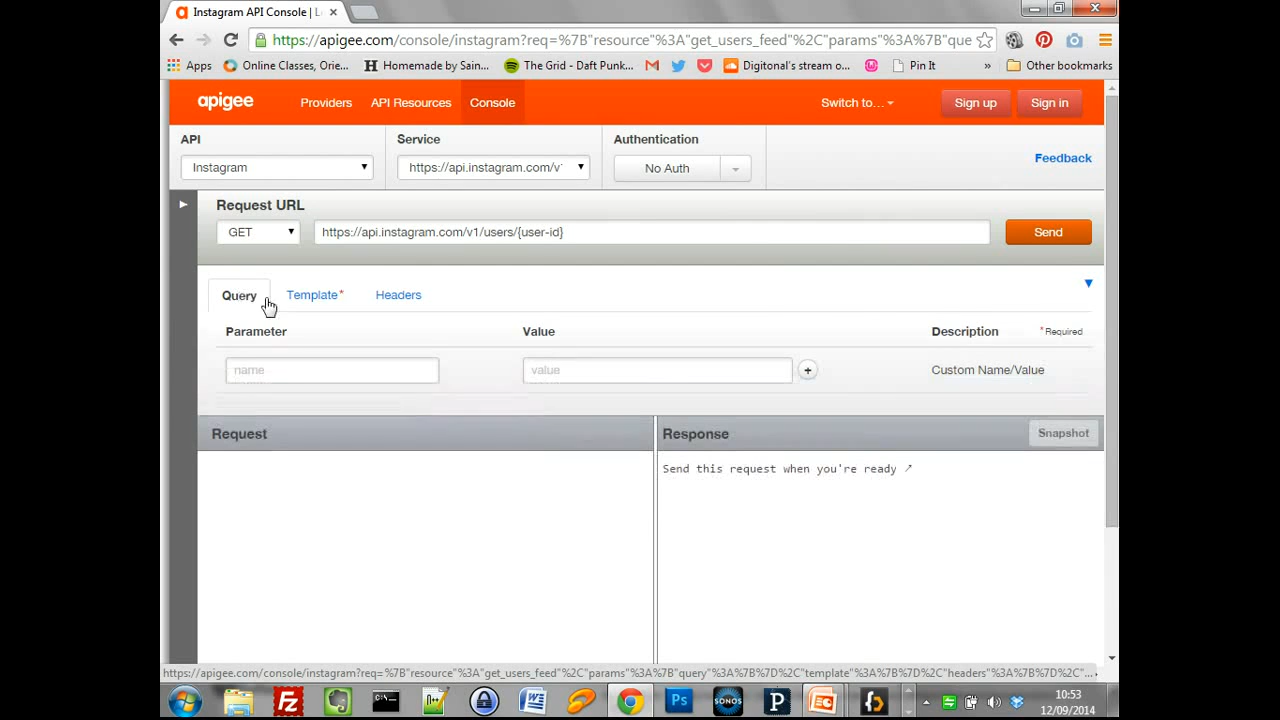 Instagram API Console | L
https://apigee.com/console/instagram?req=%7B"resource"%3A"get_users_feed"%2C"params"%3A%7B"que
Apps
Online Classes, Orie...
Homemade by Sain...
The Grid - Daft Punk...
Digitonal's stream o...
Pin It
»
Other bookmarks
apigee
Providers
API Resources
Console
Switch to...
Sign up
Sign in
API
Service
Authentication
Instagram
https://api.instagram.com/v
No Auth
Feedback
Request URL
GET
https://api.instagram.com/v1/users/{user-id}
Send
Query
Template*
Headers
Parameter
Value
Description
*Required
name
value
+
Custom Name/Value
Request
Response
Snapshot
Send this request when you're ready ↗
https://apigee.com/console/instagram?req=%7B"resource"%3A"get_users_feed"%2C"params"%3A%7B"query"%3A%7B%7D%2C"template"%3A%7B%7D%2C"headers"%3A%7B%7D%2C"...
Ps
SONOS
P
10:53
12/09/2014